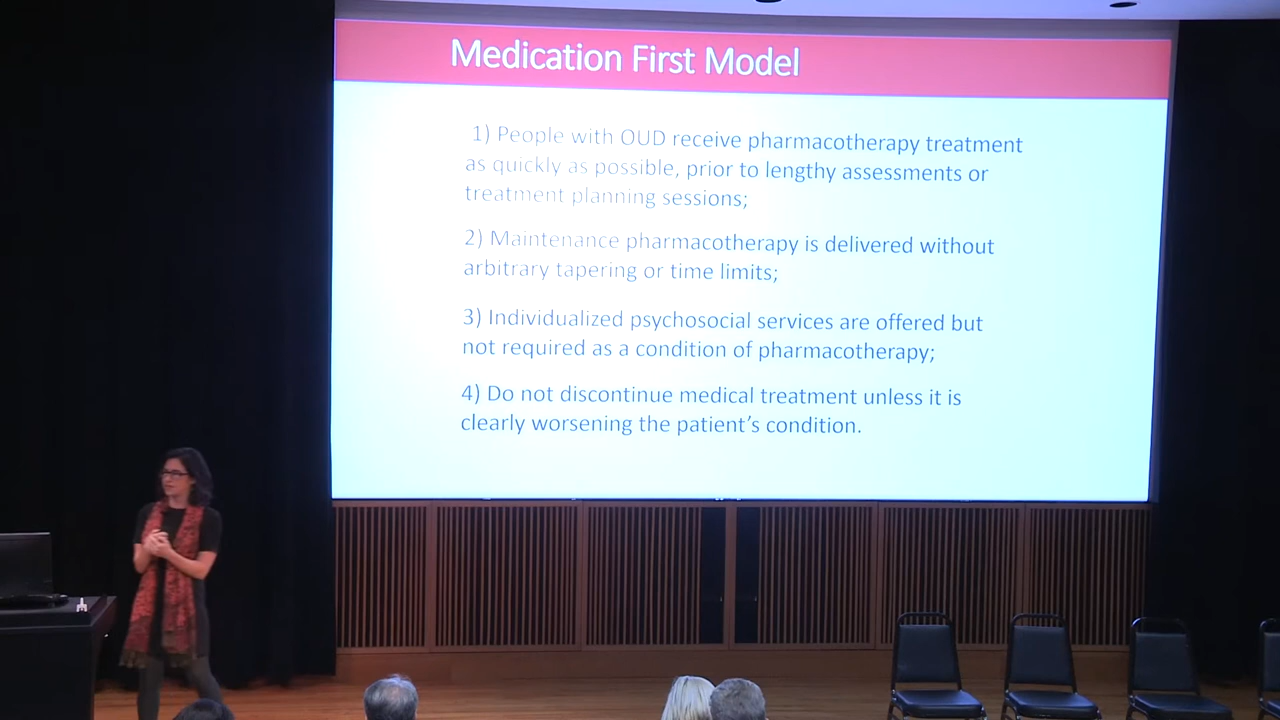 Medication First Model
1) People with OUD receive pharmacotherapy treatment
as quickly as possible, prior to lengthy assessments or
treatment planning sessions;
2) Maintenance pharmacotherapy is delivered without
arbitrary tapering or time limits;
3) Individualized psychosocial services are offered but
not required as a condition of pharmacotherapy;
4) Do not discontinue medical treatment unless it is
clearly worsening the patient's condition.